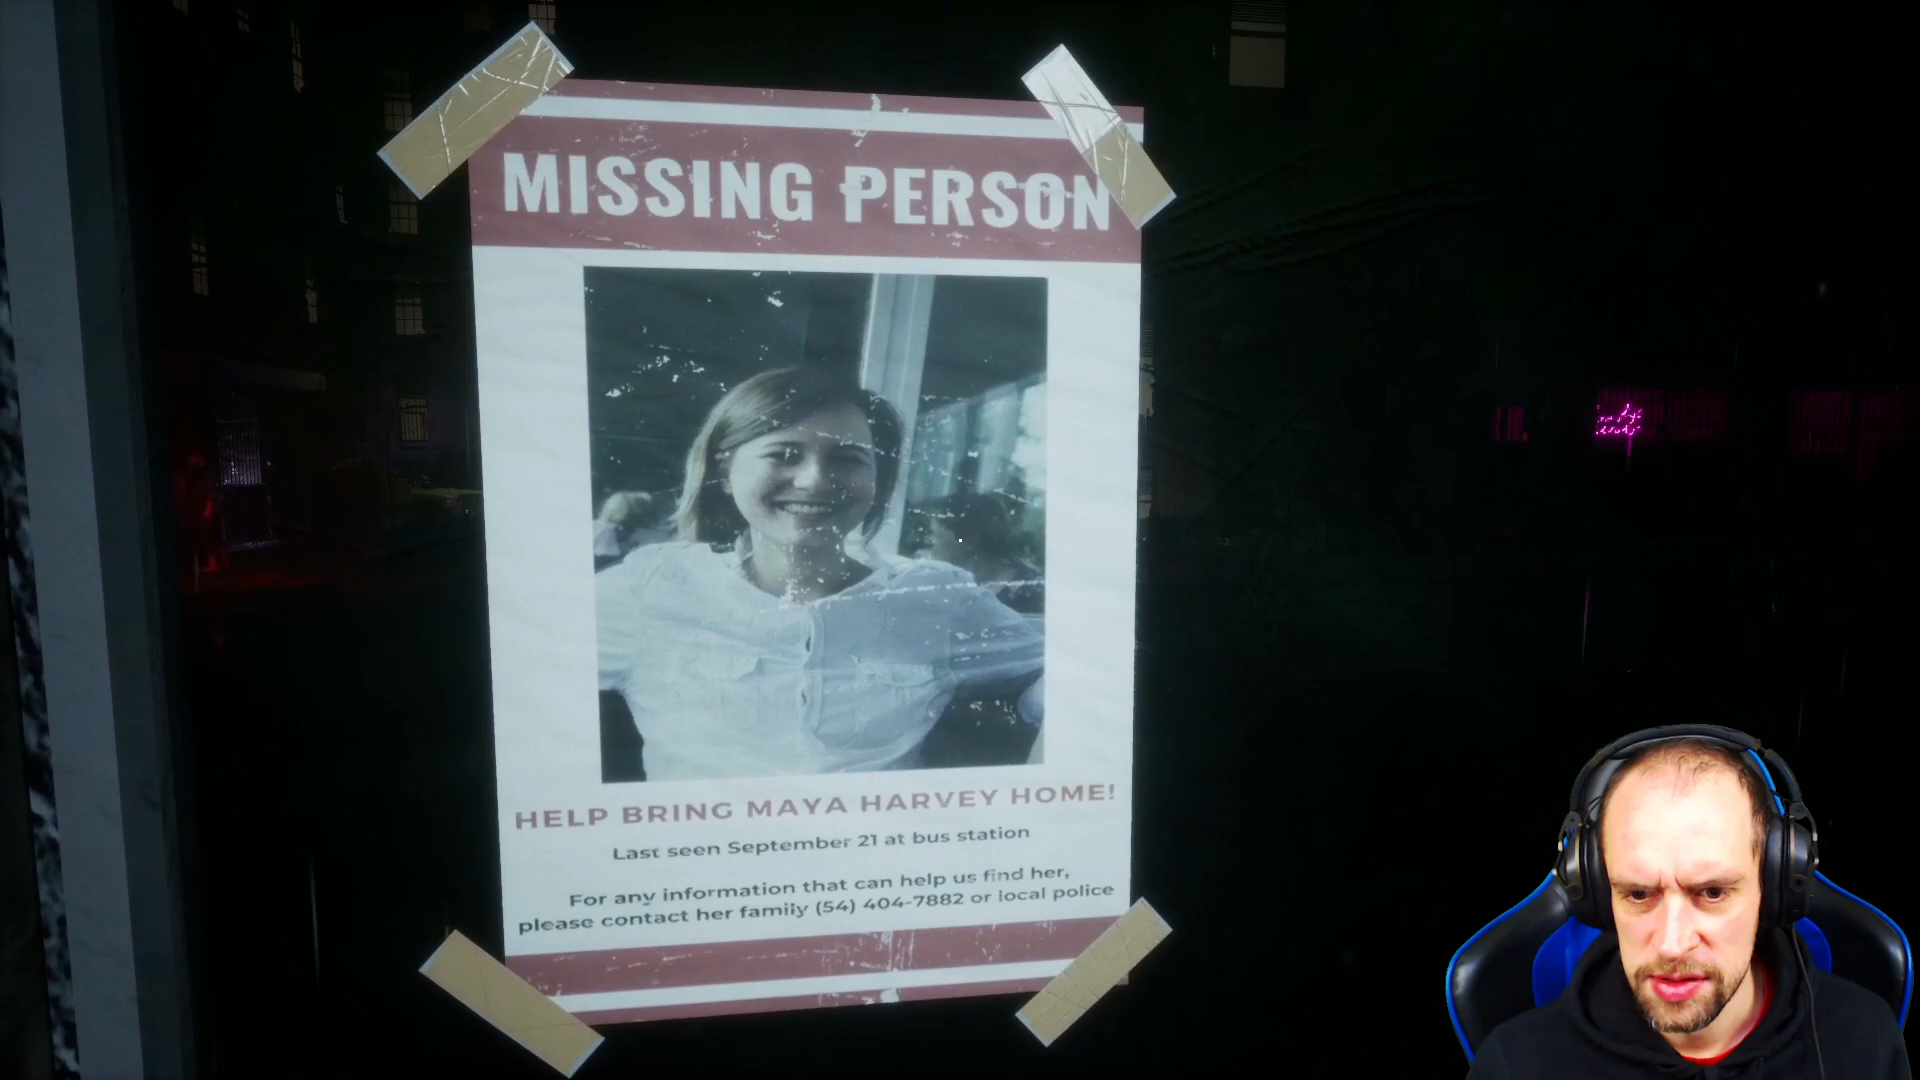 MISSING PERSON
HELP BRING MAYA HARVEY HOME!
Last seen September 21 at bus station
For any information that can help us find her,
please contact her family (54) 404-7882 or local police